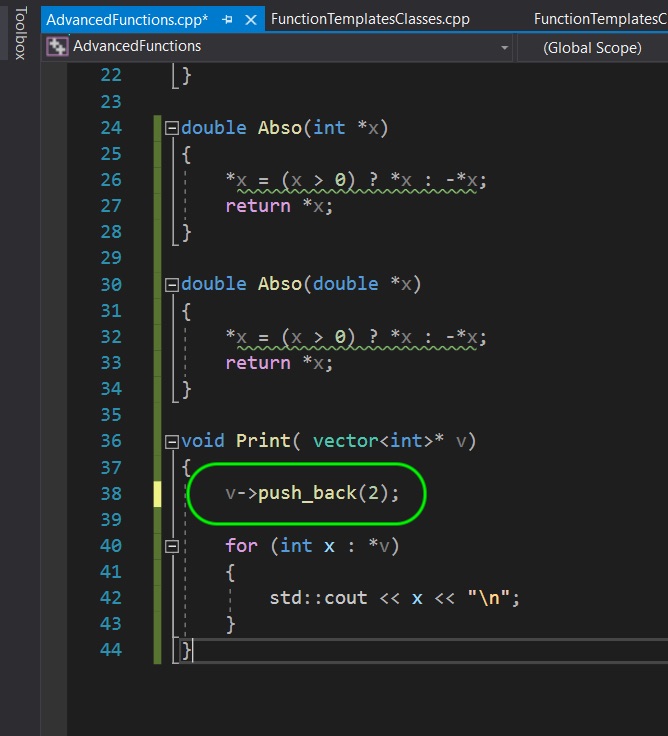 Toolbox
AdvancedFunctions.cpp*
FunctionTemplatesClasses.cpp
FunctionTemplatesC
AdvancedFunctions
(Global Scope)
22 }
23
24 double Abso(int *x)
25 {
26 *x = (x > 0) ? *x : -*x;
27 return *x;
28 }
29
30 double Abso(double *x)
31 {
32 *x = (x > 0) ? *x : -*x;
33 return *x;
34 }
35
36 void Print( vector<int>* v)
37 {
38 v->push_back(2);
39
40 for (int x : *v)
41 {
42 std::cout << x << "\n";
43 }
44 }